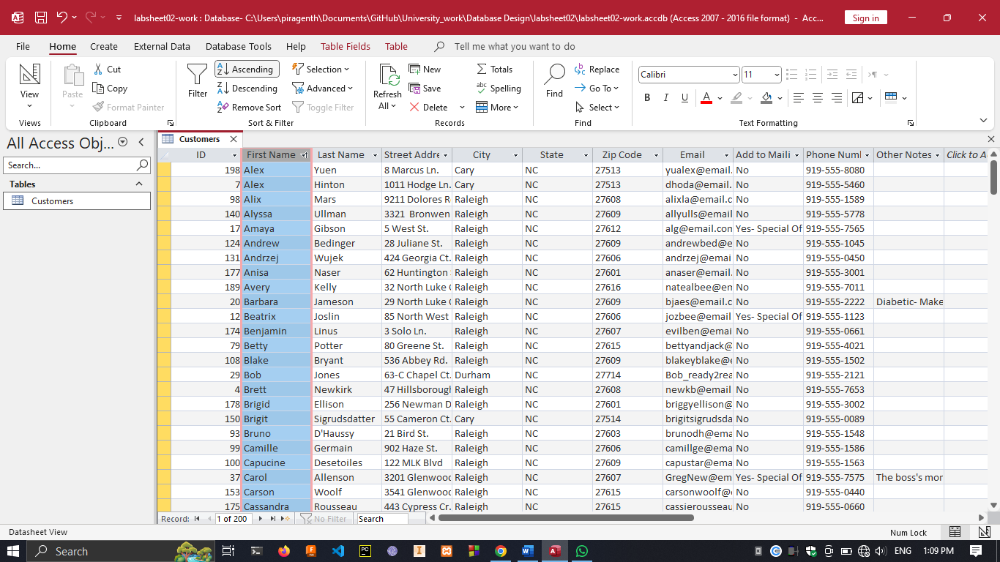 labsheet02-work : Database- C:\Users\piragenth\Documents\GitHub\University_work\Database Design\labsheet02\labsheet02-work.accdb (Access 2007 - 2016 file format) - Acc...
Sign in
File Home Create External Data Database Tools Help Table Fields Table Tell me what you want to do
View
Views
Paste
Cut
Copy
Format Painter
Clipboard
Filter
Ascending
Descending
Remove Sort
Selection
Advanced
Toggle Filter
Sort & Filter
Refresh All
New
Save
Delete
Totals
Spelling
More
Records
Find
Replace
Go To
Select
Find
Calibri 11
B I U A
Text Formatting
All Access Obj...
Search...
Tables
Customers
Customers
ID First Name Last Name Street Addre City State Zip Code Email Add to Maili Phone Numl Other Notes Click to A
198 Alex Yuen 8 Marcus Ln. Cary NC 27513 yualex@email. No 919-555-8080
7 Alex Hinton 1011 Hodge Ln. Cary NC 27513 dhoda@email. No 919-555-5460
98 Alix Mars 9211 Dolores R Raleigh NC 27608 alixla@email.c No 919-555-1589
140 Alyssa Ullman 3321 Bronwen Raleigh NC 27609 allyulls@email No 919-555-5778
17 Amaya Gibson 5 West St. Raleigh NC 27612 alg@email.con Yes- Special Of 919-555-7565
124 Andrew Bedinger 28 Juliane St. Raleigh NC 27609 andrewbed@e No 919-555-1045
131 Andrzej Wujek 424 Georgia Ct. Raleigh NC 27606 andrzej@emai No 919-555-0450
177 Anisa Naser 62 Huntington Raleigh NC 27601 anaser@email. No 919-555-3001
189 Avery Kelly 32 North Luke Raleigh NC 27616 natealbee@en No 919-555-7011
20 Barbara Jameson 29 North Luke Raleigh NC 27609 bjaes@email.c No 919-555-2222 Diabetic- Make
12 Beatrix Joslin 85 North West Raleigh NC 27606 jozbee@email Yes- Special Of 919-555-1123
174 Benjamin Linus 3 Solo Ln. Raleigh NC 27607 evilben@email No 919-555-0661
79 Betty Potter 80 Greene St. Raleigh NC 27615 bettyandjack@ No 919-555-4021
108 Blake Bryant 536 Abbey Rd. Raleigh NC 27609 blakeyblake@e No 919-555-1502
29 Bob Jones 63-C Chapel Ct. Durham NC 27714 Bob_ready2rea No 919-555-2121
4 Brett Newkirk 47 Hillsborough Raleigh NC 27608 newkb@email No 919-555-7653
178 Brigid Ellison 256 Newman D Raleigh NC 27601 briggyellison@ No 919-555-3002
150 Brigit Sigrudsdatter 55 Cameron Ct. Cary NC 27514 brigitsigrudsda No 919-555-0089
93 Bruno D'Haussy 21 Bird St. Raleigh NC 27603 brunodh@email No 919-555-1548
99 Camille Germain 902 Haze St. Raleigh NC 27606 camillge@ema No 919-555-1586
100 Capucine Desetoiles 122 MLK Blvd Raleigh NC 27609 capustar@ema No 919-555-1563
37 Carol Allenson 3201 Glenwood Raleigh NC 27607 GregNew@em Yes- Special Of 919-555-7575 The boss's mor
153 Carson Woolf 3541 Glenwood Raleigh NC 27615 carsonwoolf@ No 919-555-0440
175 Cassandra Rousseau 443 Cypress Cr. Raleigh NC 27615 cassierousseau No 919-555-0660
Record: 1 of 200 No Filter Search
Datasheet View Num Lock
Search ENG 1:09 PM